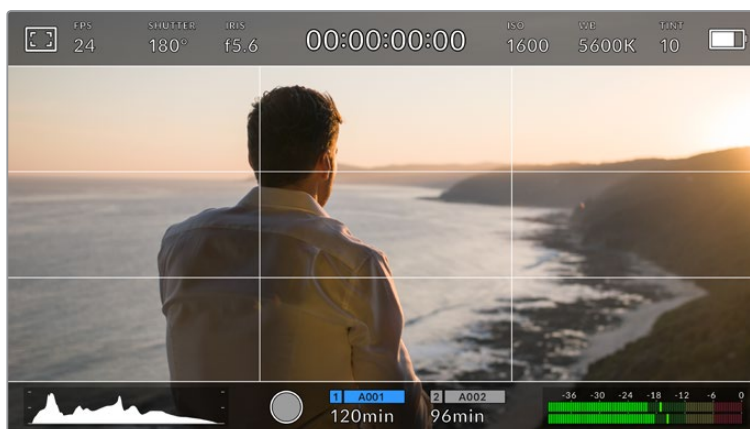 FPS SHUTTER IRIS ISO WB TINT
24 180° f5.6 00:00:00:00 1600 5600K 10
1 A001 2 A002
120min 96min
-36 -30 -24 -18 -12 -6 0